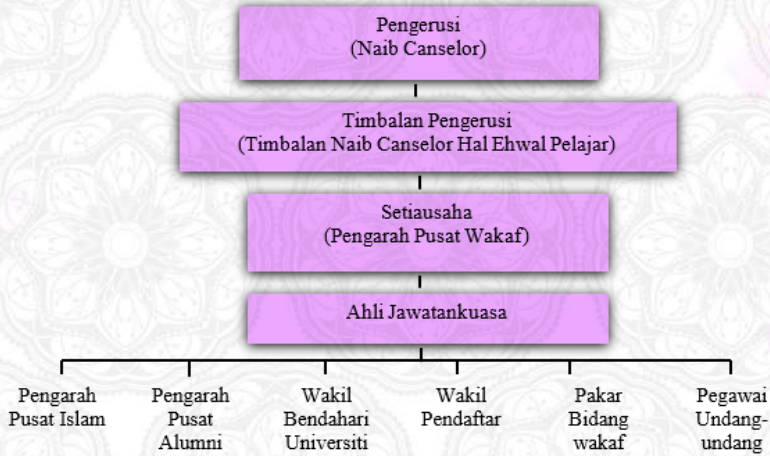 Pengerusi
(Naib Canselor)
Timbalan Pengerusi
(Timbalan Naib Canselor Hal Ehwal Pelajar)
Setiausaha
(Pengarah Pusat Wakaf)
Ahli Jawatankuasa
Pengarah
Pusat Islam
Pengarah
Pusat
Alumni
Wakil
Bendahari
Universiti
Wakil
Pendaftar
Pakar
Bidang
wakaf
Pegawai
Undang-
undang